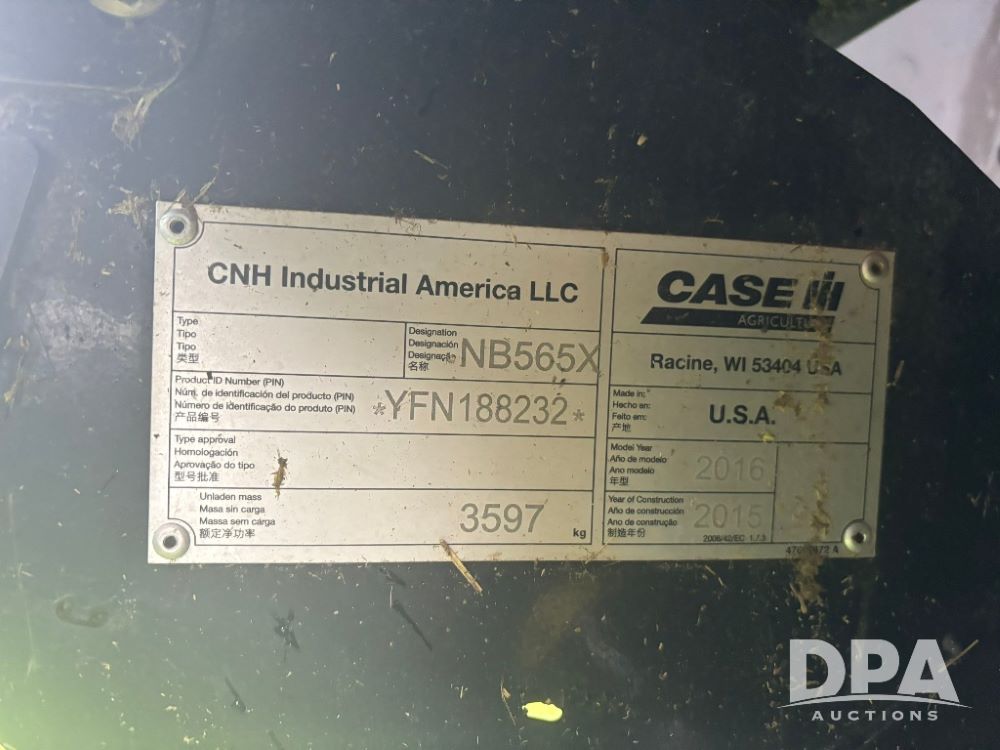 CNH Industrial America LLC
CASE IH
AGRICULTURE
Type
Tipo
Tipo
类型
Designation
Designación
Designação
名称
NB565X
Racine, WI 53404 USA
Product ID Number (PIN)
Núm. de identificación del producto (PIN)
Número de identificação do produto (PIN)
产品编号
*YFN188232*
Made in:
Hecho en:
Feito em:
产地
U.S.A.
Type approval
Homologación
Aprovação do tipo
型号批准
Model Year
Año de modelo
Ano modelo
年型
2016
Unladen mass
Masa sin carga
Massa sem carga
额定净功率
3597
kg
Year of Construction
Año de construcción
Ano de construção
制造年份
2015
2006/42/EC 1.7.3
A
DPA
AUCTIONS